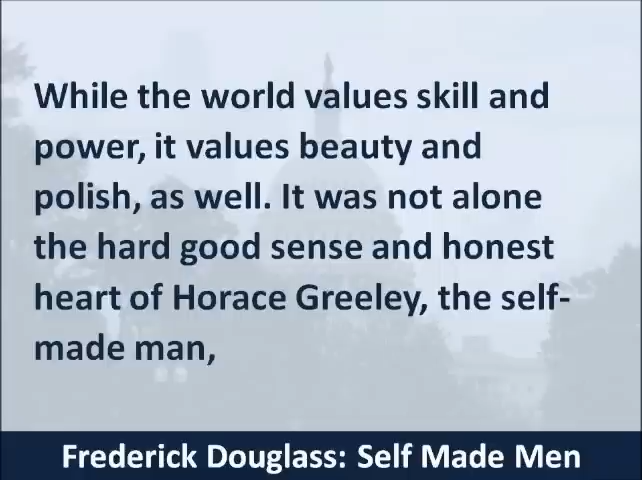 While the world values skill and
power, it values beauty and
polish, as well. It was not alone
the hard good sense and honest
heart of Horace Greeley, the self-
made man,
Frederick Douglass: Self Made Men